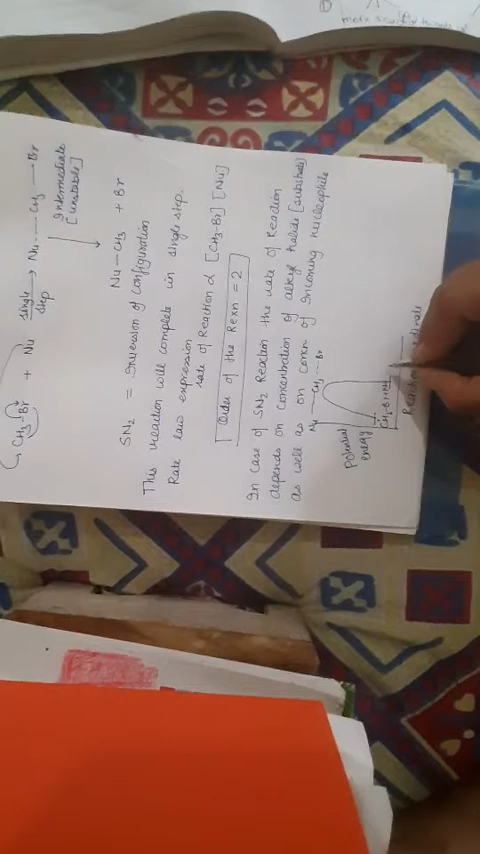 CH3-Br + Nu single step → Nu----CH3----Br
Intermediate
[unstable]
Nu-CH3 + Br
SN2 = Inversion of configuration
This reaction will complete in single step.
Rate law expression
rate of Reaction α [CH3-Br] [Nu]
Order of the Rexn = 2
In case of SN2 Reaction the rate of Reaction
depends on concentration of alkyl halide [substrate]
as well as on concn of Incoming nucleophile
Nu----CH3----Br
Potential
energy
CH3-Br+Nu